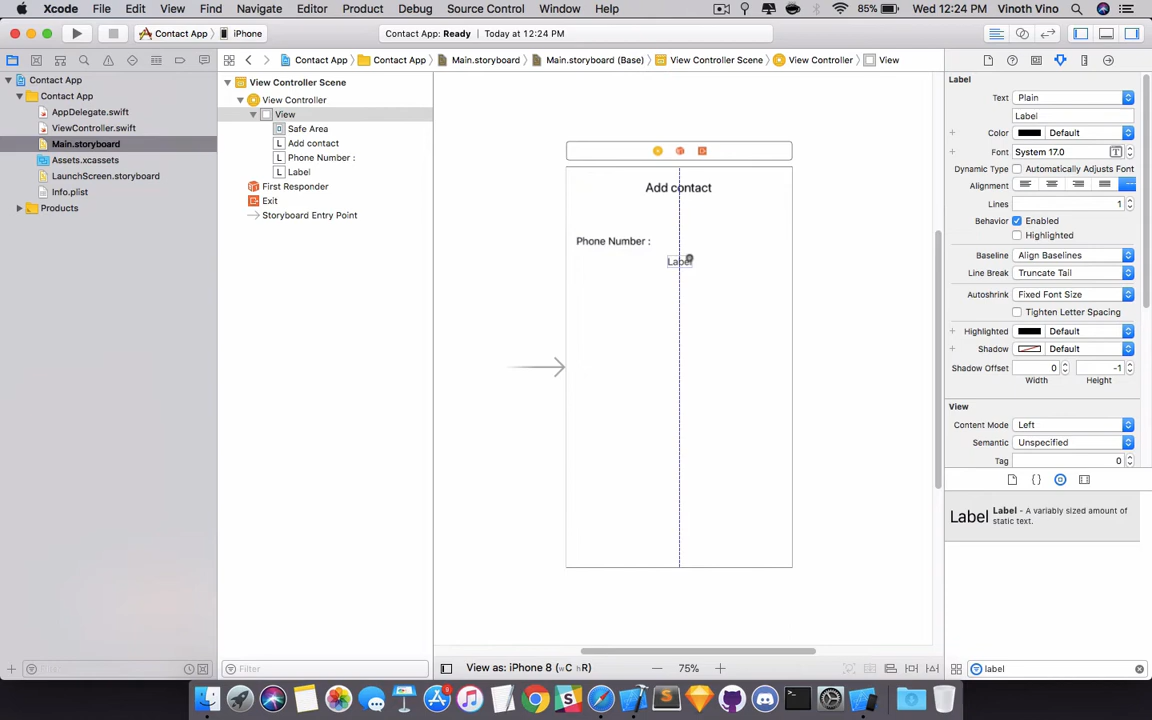 Xcode File Edit View Find Navigate Editor Product Debug Source Control Window Help 85% Wed 12:24 PM Vinoth Vino
Contact App iPhone Contact App: Ready Today at 12:24 PM
Contact App Contact App Main.storyboard Main.storyboard (Base) View Controller Scene View Controller View
Contact App
Contact App
AppDelegate.swift
ViewController.swift
Main.storyboard
Assets.xcassets
LaunchScreen.storyboard
Info.plist
Products
Filter
View Controller Scene
View Controller
View
Safe Area
L Add contact
L Phone Number :
L Label
First Responder
Exit
Storyboard Entry Point
Filter
Add contact
Phone Number :
Label
View as: iPhone 8 (wC hR) 75%
Label
Text Plain
Label
Color Default
Font System 17.0 T
Dynamic Type Automatically Adjusts Font
Alignment
Lines 1
Behavior Enabled
Highlighted
Baseline Align Baselines
Line Break Truncate Tail
Autoshrink Fixed Font Size
Tighten Letter Spacing
Highlighted Default
Shadow Default
Shadow Offset 0 -1
Width Height
View
Content Mode Left
Semantic Unspecified
Tag 0
Label Label - A variably sized amount of
static text.
label